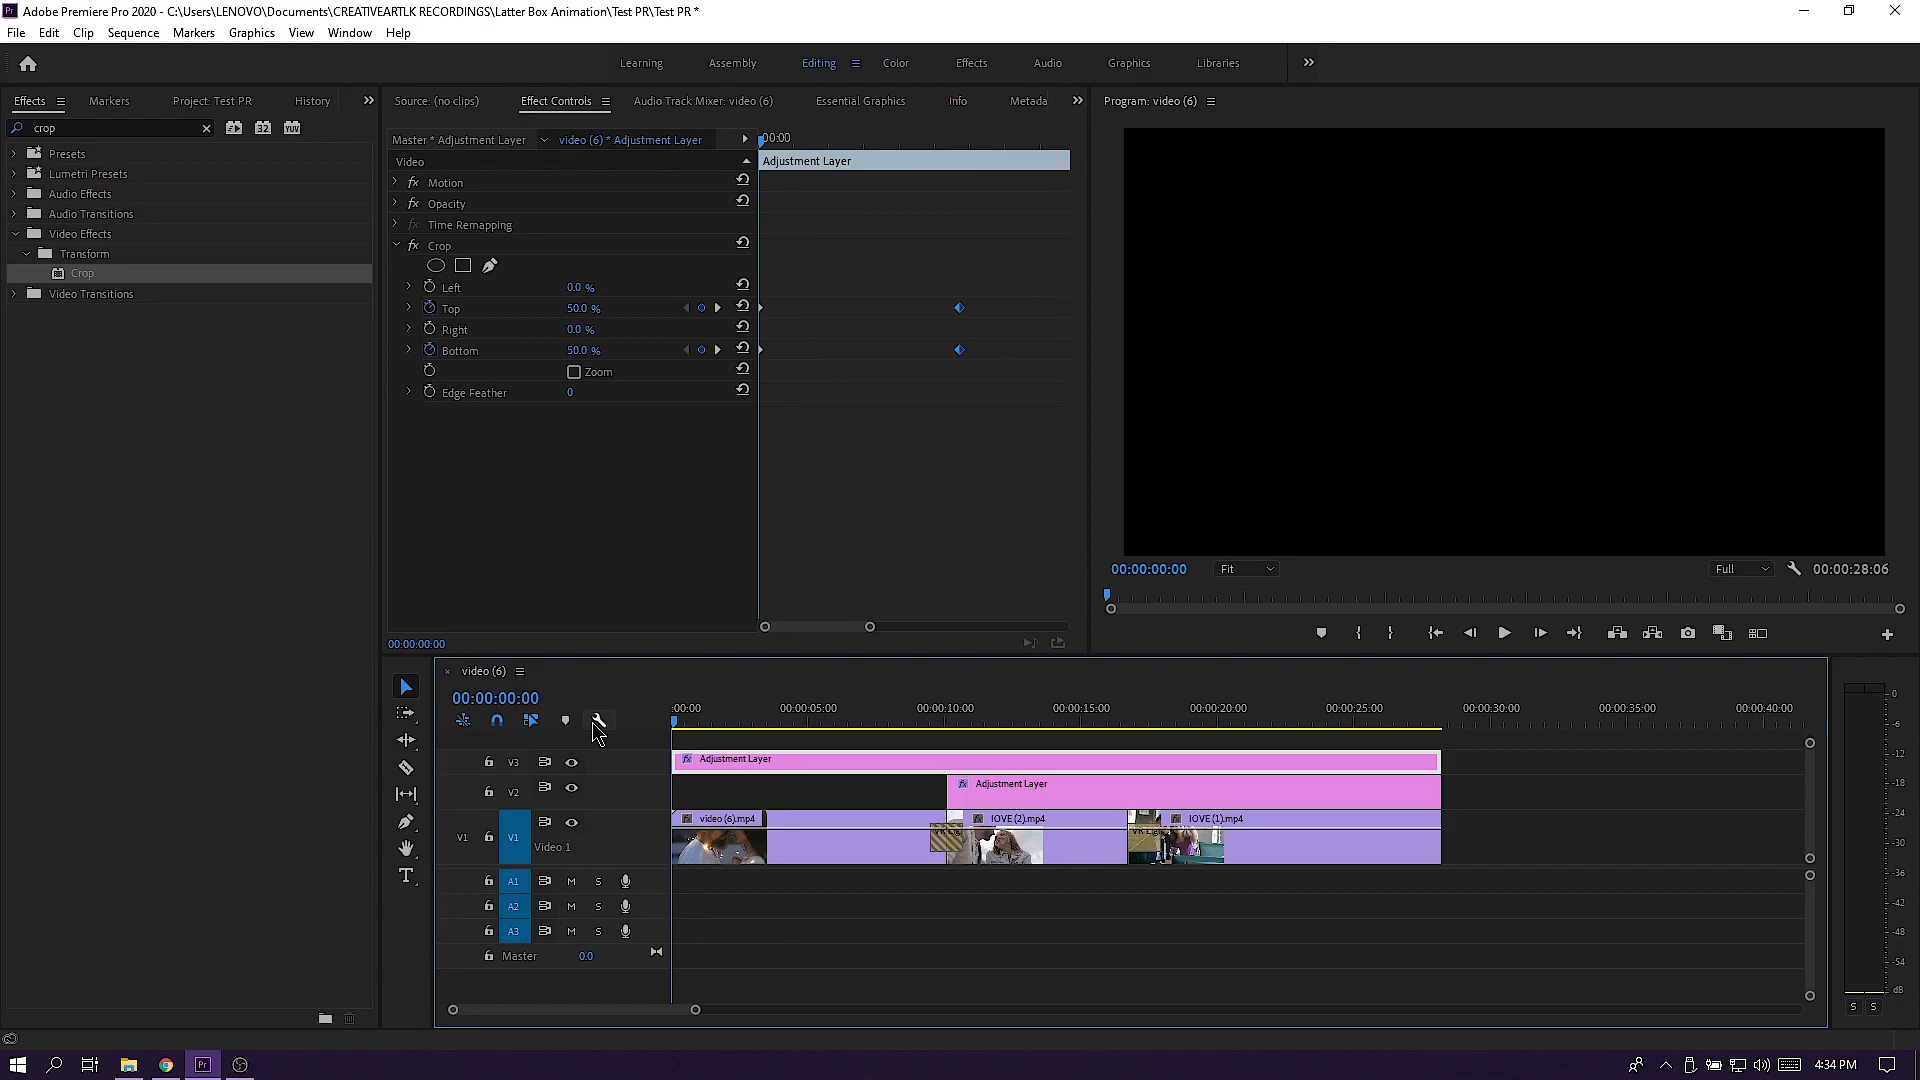 Adobe Premiere Pro 2020 - C:\Users\LENOVO\Documents\CREATIVEARTLK RECORDINGS\Latter Box Animation\Test PR\Test PR *
File Edit Clip Sequence Markers Graphics View Window Help
Learning Assembly Editing Color Effects Audio Graphics Libraries
Effects Markers Project: Test PR History
crop 32 YUV
Presets
Lumetri Presets
Audio Effects
Audio Transitions
Video Effects
Transform
Crop
Video Transitions
Source: (no clips) Effect Controls Audio Track Mixer: video (6) Essential Graphics Info Metada
Master * Adjustment Layer video (6) * Adjustment Layer :00:00
Video Adjustment Layer
fx Motion
fx Opacity
fx Time Remapping
fx Crop
Left 0.0 %
Top 50.0 %
Right 0.0 %
Bottom 50.0 %
Zoom
Edge Feather 0
00:00:00:00
Program: video (6)
00:00:00:00 Fit Full 00:00:28:06
video (6)
00:00:00:00
:00:00 00:00:05:00 00:00:10:00 00:00:15:00 00:00:20:00 00:00:25:00 00:00:30:00 00:00:35:00 00:00:40:00
V3 fx Adjustment Layer
V2 fx Adjustment Layer
V1 V1 Video 1 fx video (6).mp4 fx lOVE (2).mp4 fx lOVE (1).mp4
A1 M S
A2 M S
A3 M S
Master 0.0
0
-6
-12
-18
-24
-30
-36
-42
-48
-54
dB
S S
Pr 4:34 PM